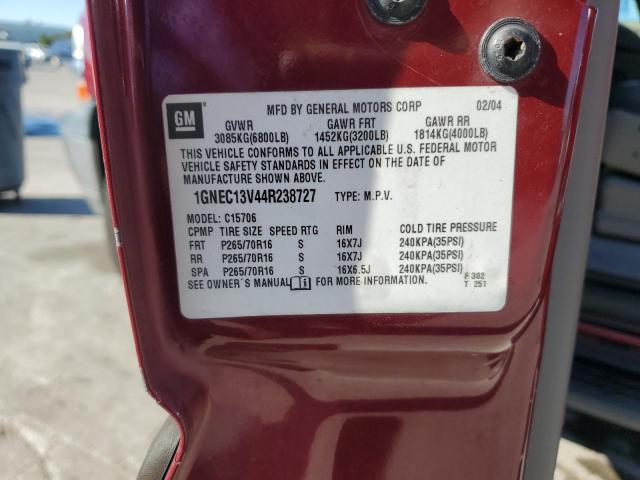 GM MFD BY GENERAL MOTORS CORP 02/04
GVWR GAWR FRT GAWR RR
3085KG(6800LB) 1452KG(3200LB) 1814KG(4000LB)
THIS VEHICLE CONFORMS TO ALL APPLICABLE U.S. FEDERAL MOTOR
VEHICLE SAFETY STANDARDS IN EFFECT ON THE DATE OF
MANUFACTURE SHOWN ABOVE.
1GNEC13V44R238727 TYPE: M.P.V.
MODEL: C15706
CPMP TIRE SIZE SPEED RTG RIM COLD TIRE PRESSURE
FRT P265/70R16 S 16X7J 240KPA(35PSI)
RR P265/70R16 S 16X7J 240KPA(35PSI)
SPA P265/70R16 S 16X6.5J 240KPA(35PSI)
SEE OWNER'S MANUAL FOR MORE INFORMATION.
F 302
T 251